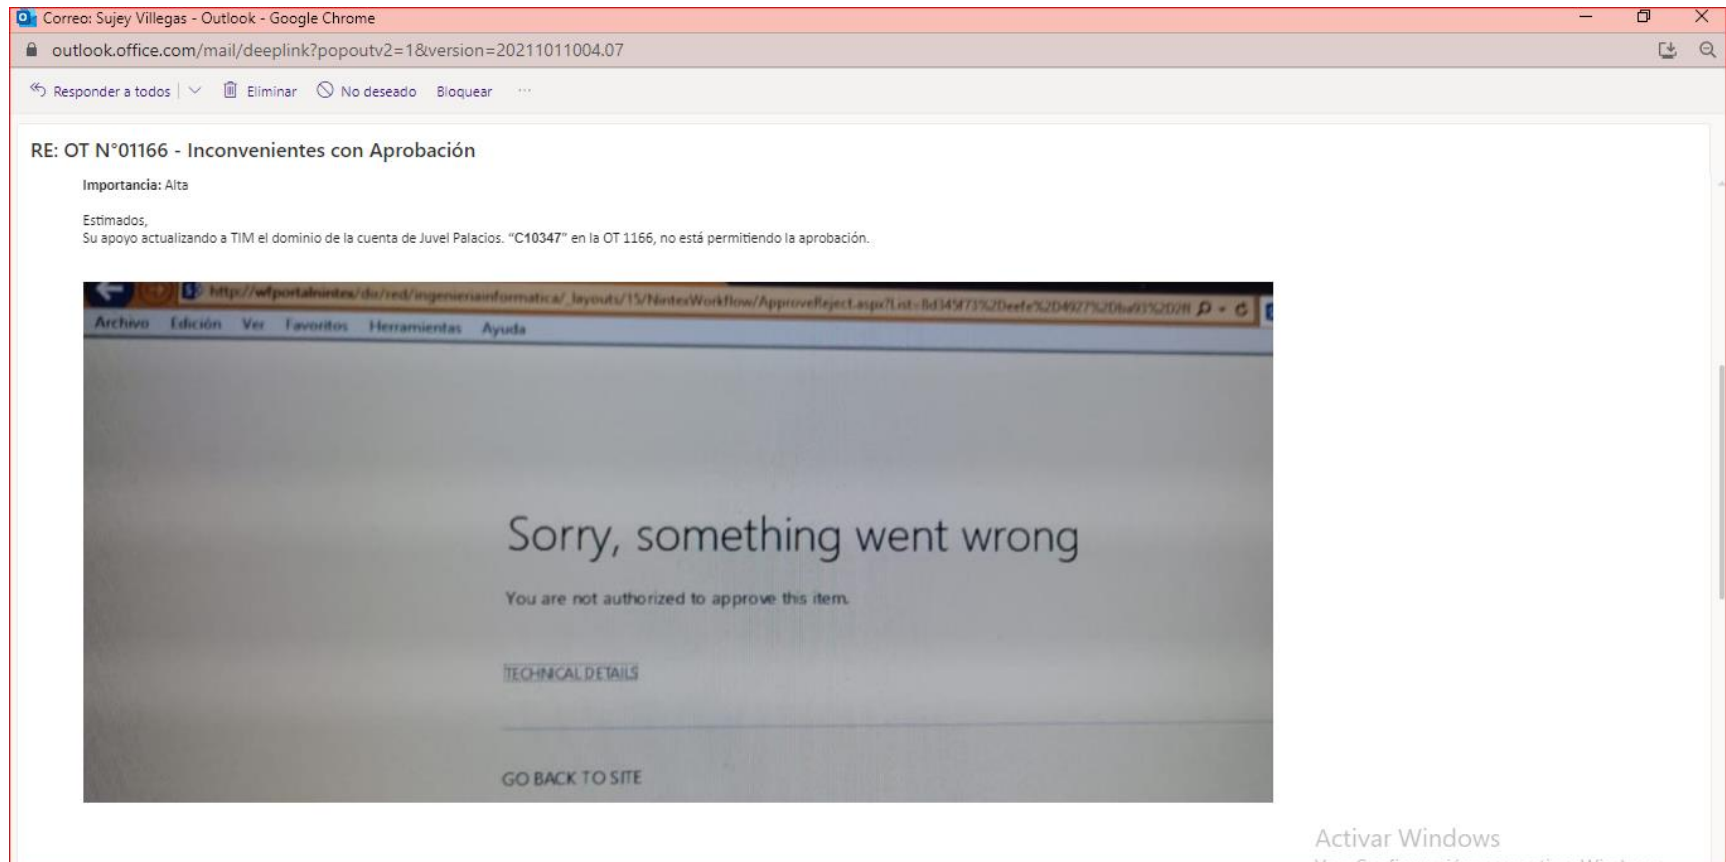 Correo: Sujey Villegas - Outlook - Google Chrome
outlook.office.com/mail/deeplink?popoutv2=1&version=20211011004.07
Responder a todos Eliminar No deseado Bloquear ...
RE: OT N°01166 - Inconvenientes con Aprobación
Importancia: Alta
Estimados,
Su apoyo actualizando a TIM el dominio de la cuenta de Juvel Palacios. "C10347" en la OT 1166, no está permitiendo la aprobación.
Archivo Edición Ver Favoritos Herramientas Ayuda
Sorry, something went wrong
You are not authorized to approve this item.
TECHNICAL DETAILS
GO BACK TO SITE
Activar Windows